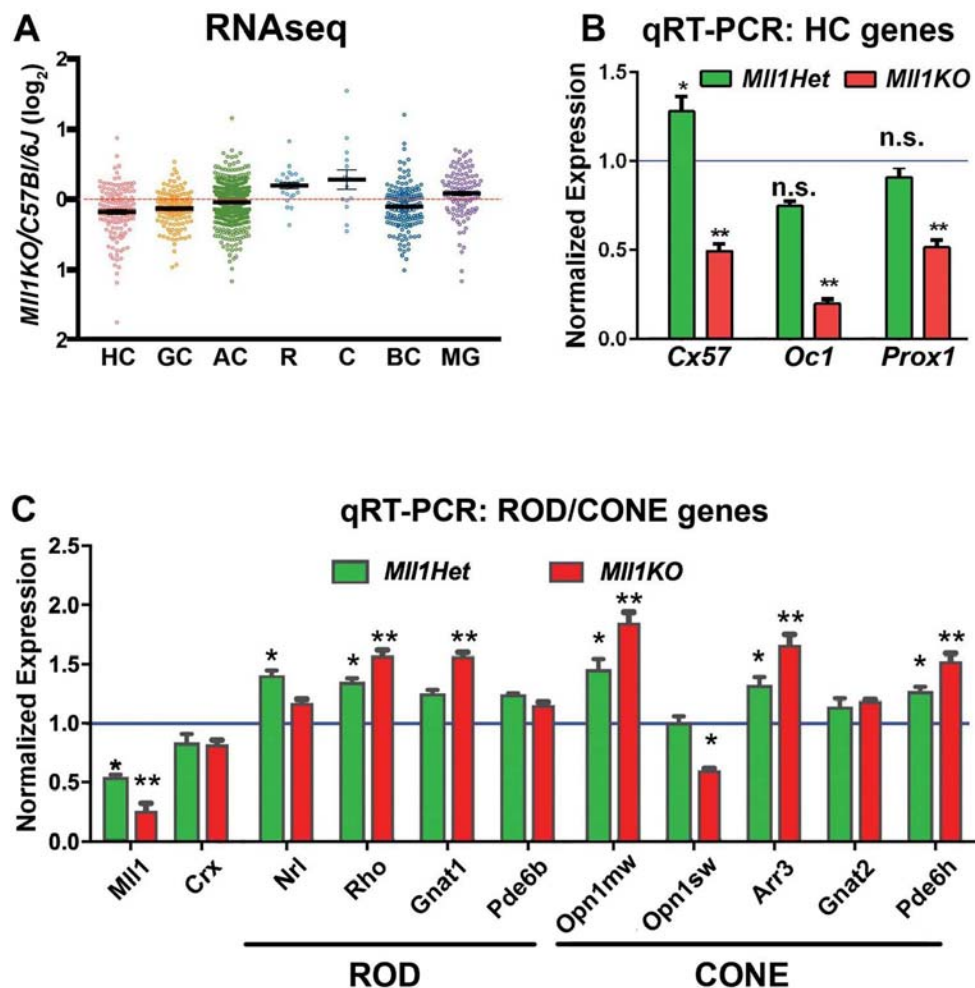 A
RNAseq
Mll1KO/C57Bl/6J (log2)
2
1
0
1
2
HC GC AC R C BC MG
B
qRT-PCR: HC genes
Mll1Het Mll1KO
Normalized Expression
1.5
1.0
0.5
0.0
* ** n.s. ** n.s. **
Cx57 Oc1 Prox1
C
qRT-PCR: ROD/CONE genes
Mll1Het Mll1KO
Normalized Expression
2.5
2.0
1.5
1.0
0.5
0.0
* ** * * ** ** * ** * * ** * **
Mll1 Crx Nrl Rho Gnat1 Pde6b Opn1mw Opn1sw Arr3 Gnat2 Pde6h
ROD CONE